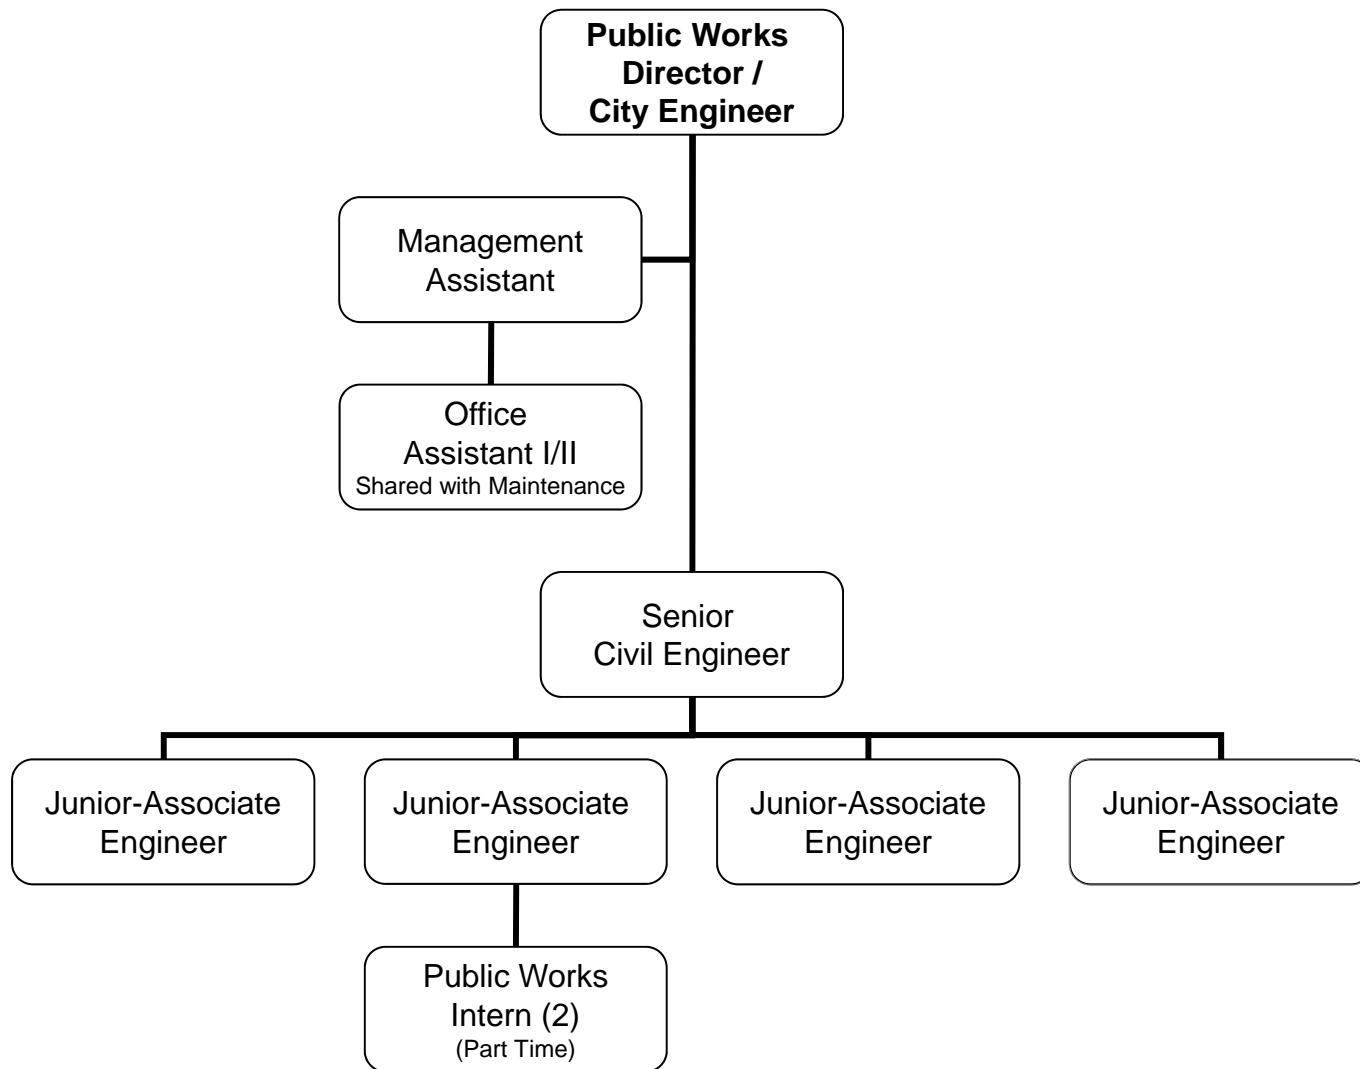 Public Works
Director /
City Engineer
Management
Assistant
Office
Assistant I/II
Shared with Maintenance
Senior
Civil Engineer
Junior-Associate
Engineer
Junior-Associate
Engineer
Junior-Associate
Engineer
Junior-Associate
Engineer
Public Works
Intern (2)
(Part Time)